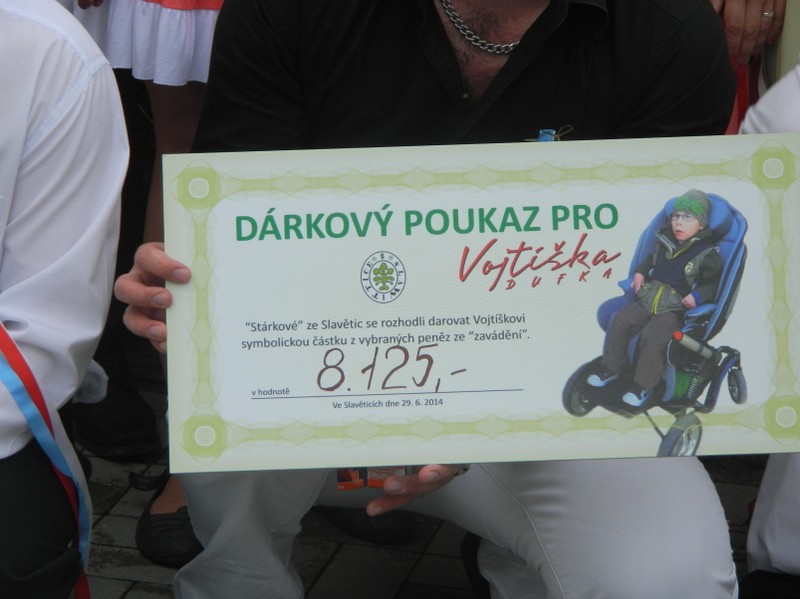 DÁRKOVÝ POUKAZ PRO
Vojtíška
DUFKA
SLAWITICE
"Stárkové" ze Slavětic se rozhodli darovat Vojtíškovi
symbolickou částku z vybraných peněz ze "zavádění".
v hodnotě 8.125,-
Ve Slavěticích dne 29. 6. 2014